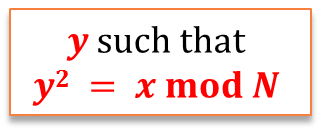 y such that
y² = x mod N